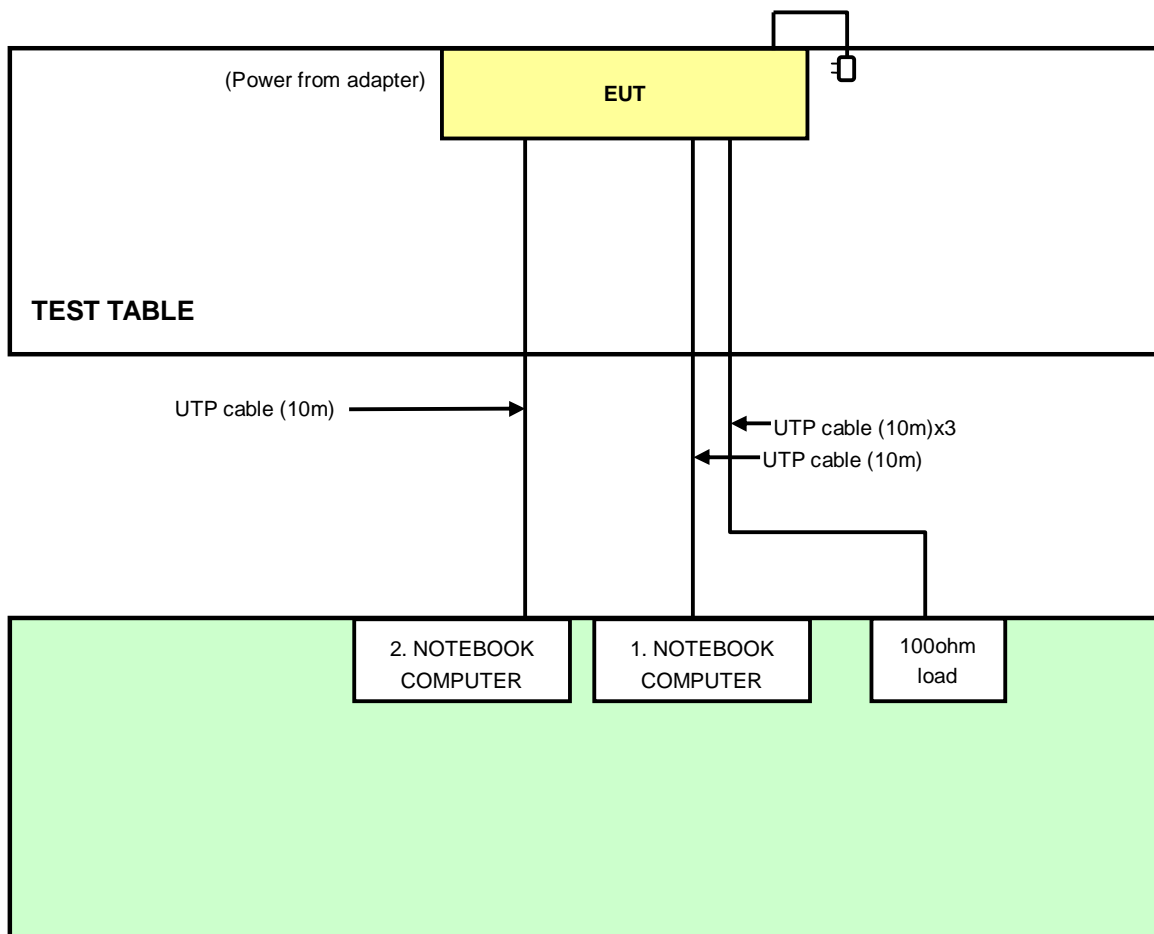 (Power from adapter)
EUT
TEST TABLE
UTP cable (10m)
UTP cable (10m)x3
UTP cable (10m)
2. NOTEBOOK
COMPUTER
1. NOTEBOOK
COMPUTER
100ohm
load